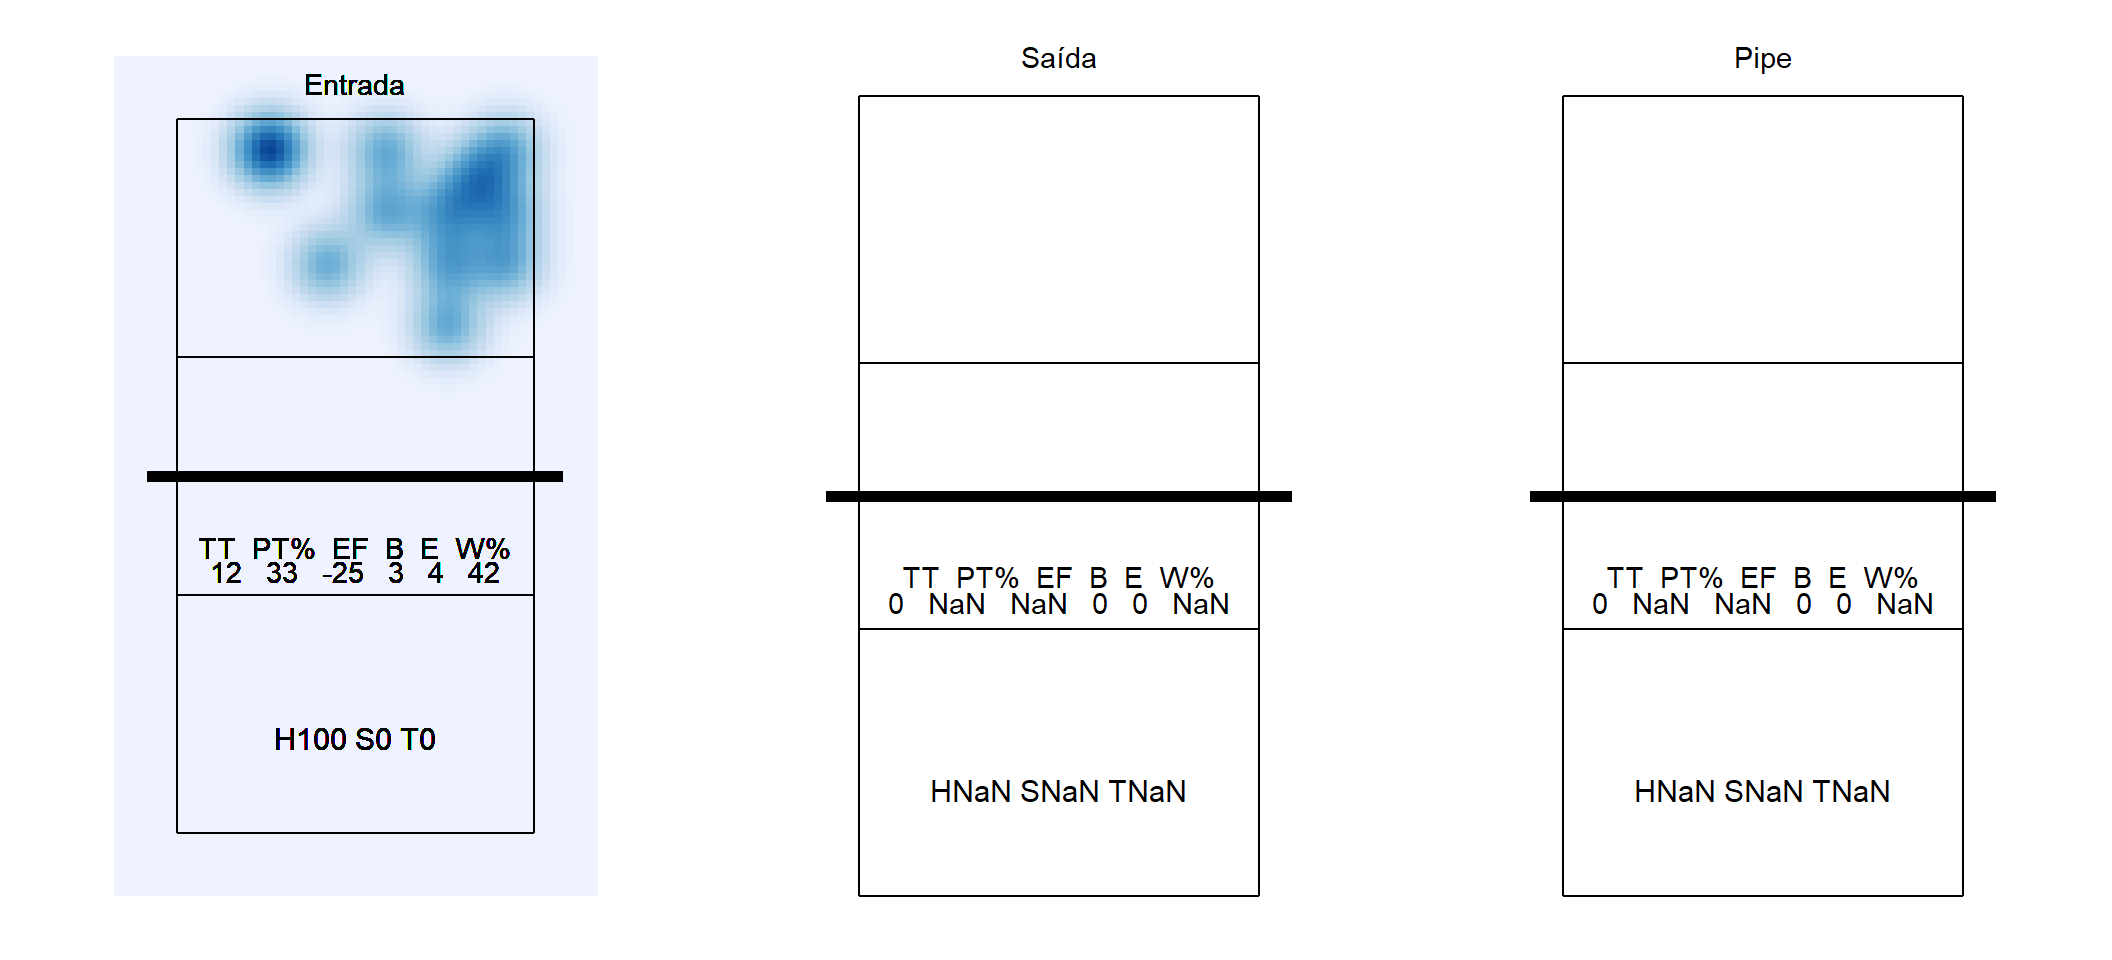 Entrada
TT PT% EF B E W%
12 33 -25 3 4 42
H100 S0 T0
Saída
TT PT% EF B E W%
0 NaN NaN 0 0 NaN
HNaN SNaN TNaN
Pipe
TT PT% EF B E W%
0 NaN NaN 0 0 NaN
HNaN SNaN TNaN